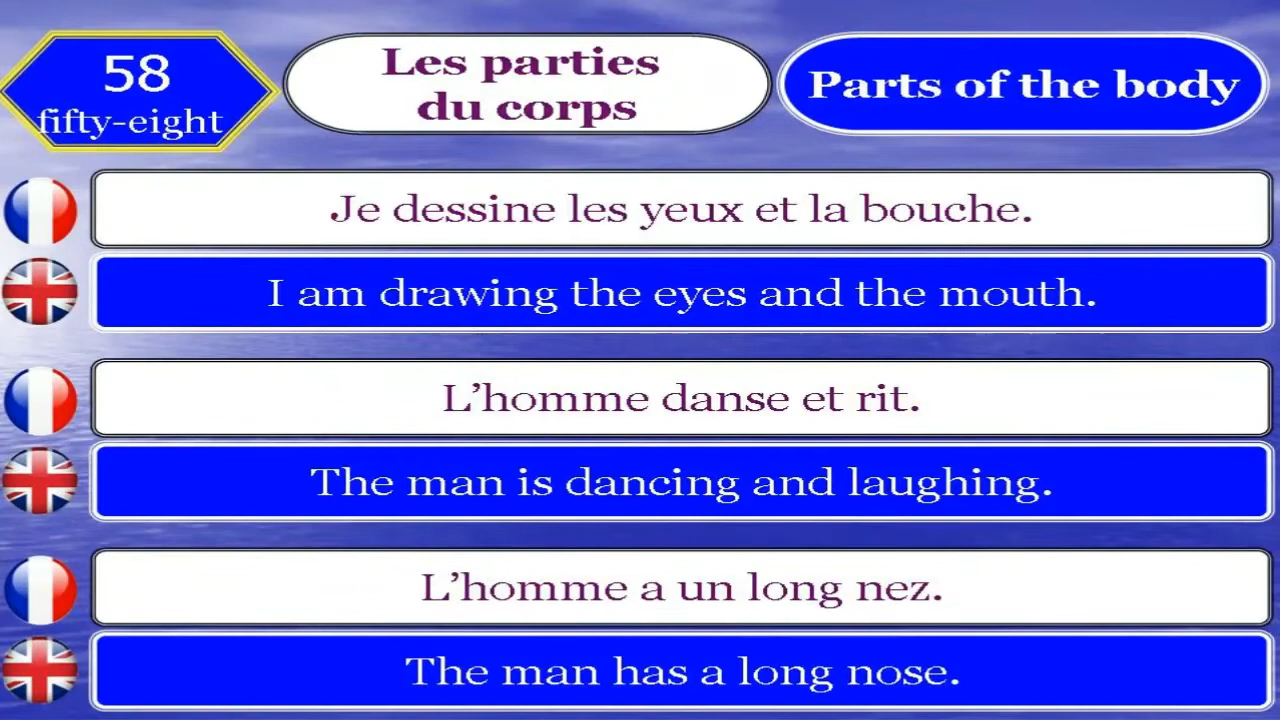 58
fifty-eight
Les parties
du corps
Parts of the body
Je dessine les yeux et la bouche.
I am drawing the eyes and the mouth.
L’homme danse et rit.
The man is dancing and laughing.
L’homme a un long nez.
The man has a long nose.